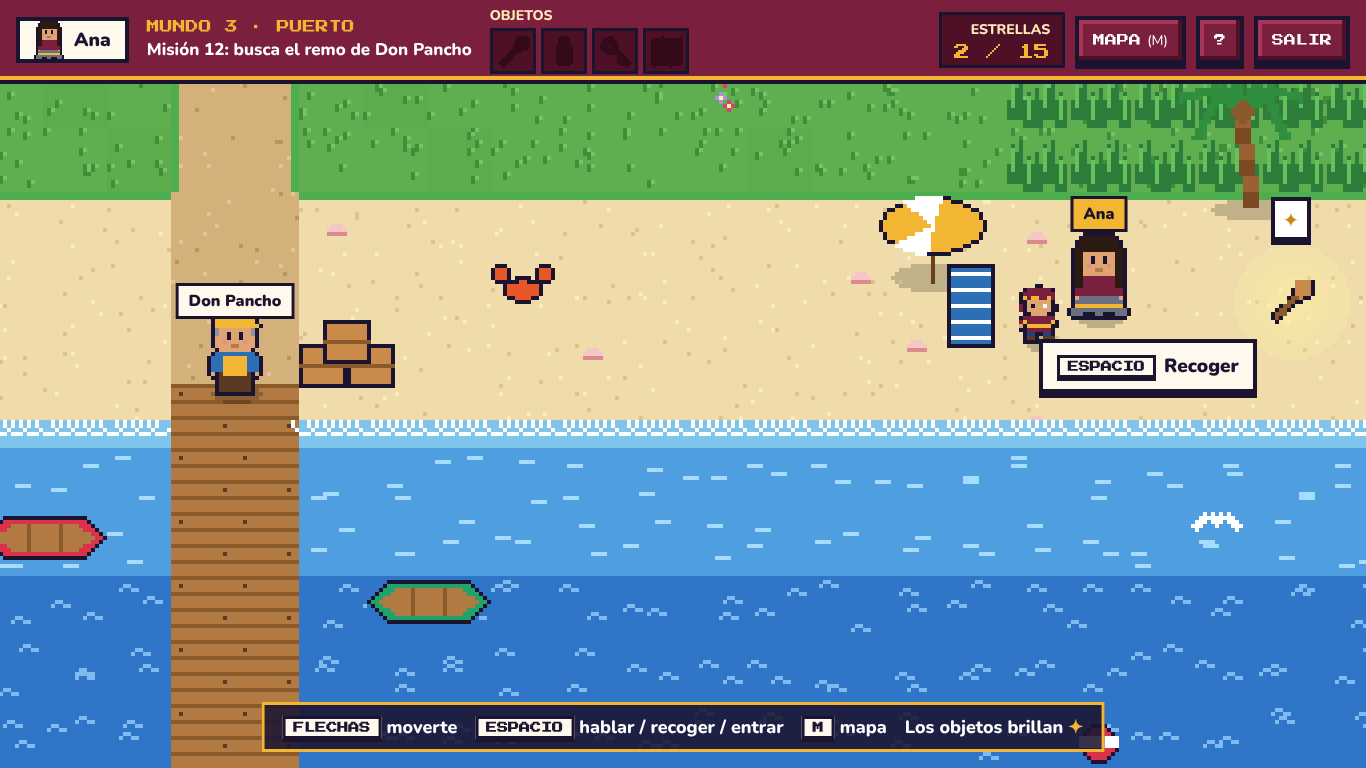 Ana
MUNDO 3 · PUERTO
Misión 12: busca el remo de Don Pancho
OBJETOS
ESTRELLAS
2 / 15
MAPA (M)
?
SALIR
Ana
Don Pancho
ESPACIO Recoger
FLECHAS moverte ESPACIO hablar / recoger / entrar M mapa Los objetos brillan ✦